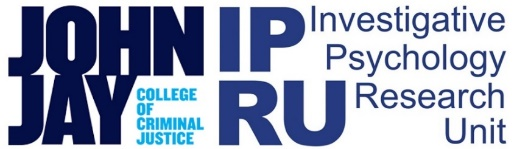 JOHN
JAY
COLLEGE
OF
CRIMINAL
JUSTICE
IP
RU
Investigative
Psychology
Research
Unit